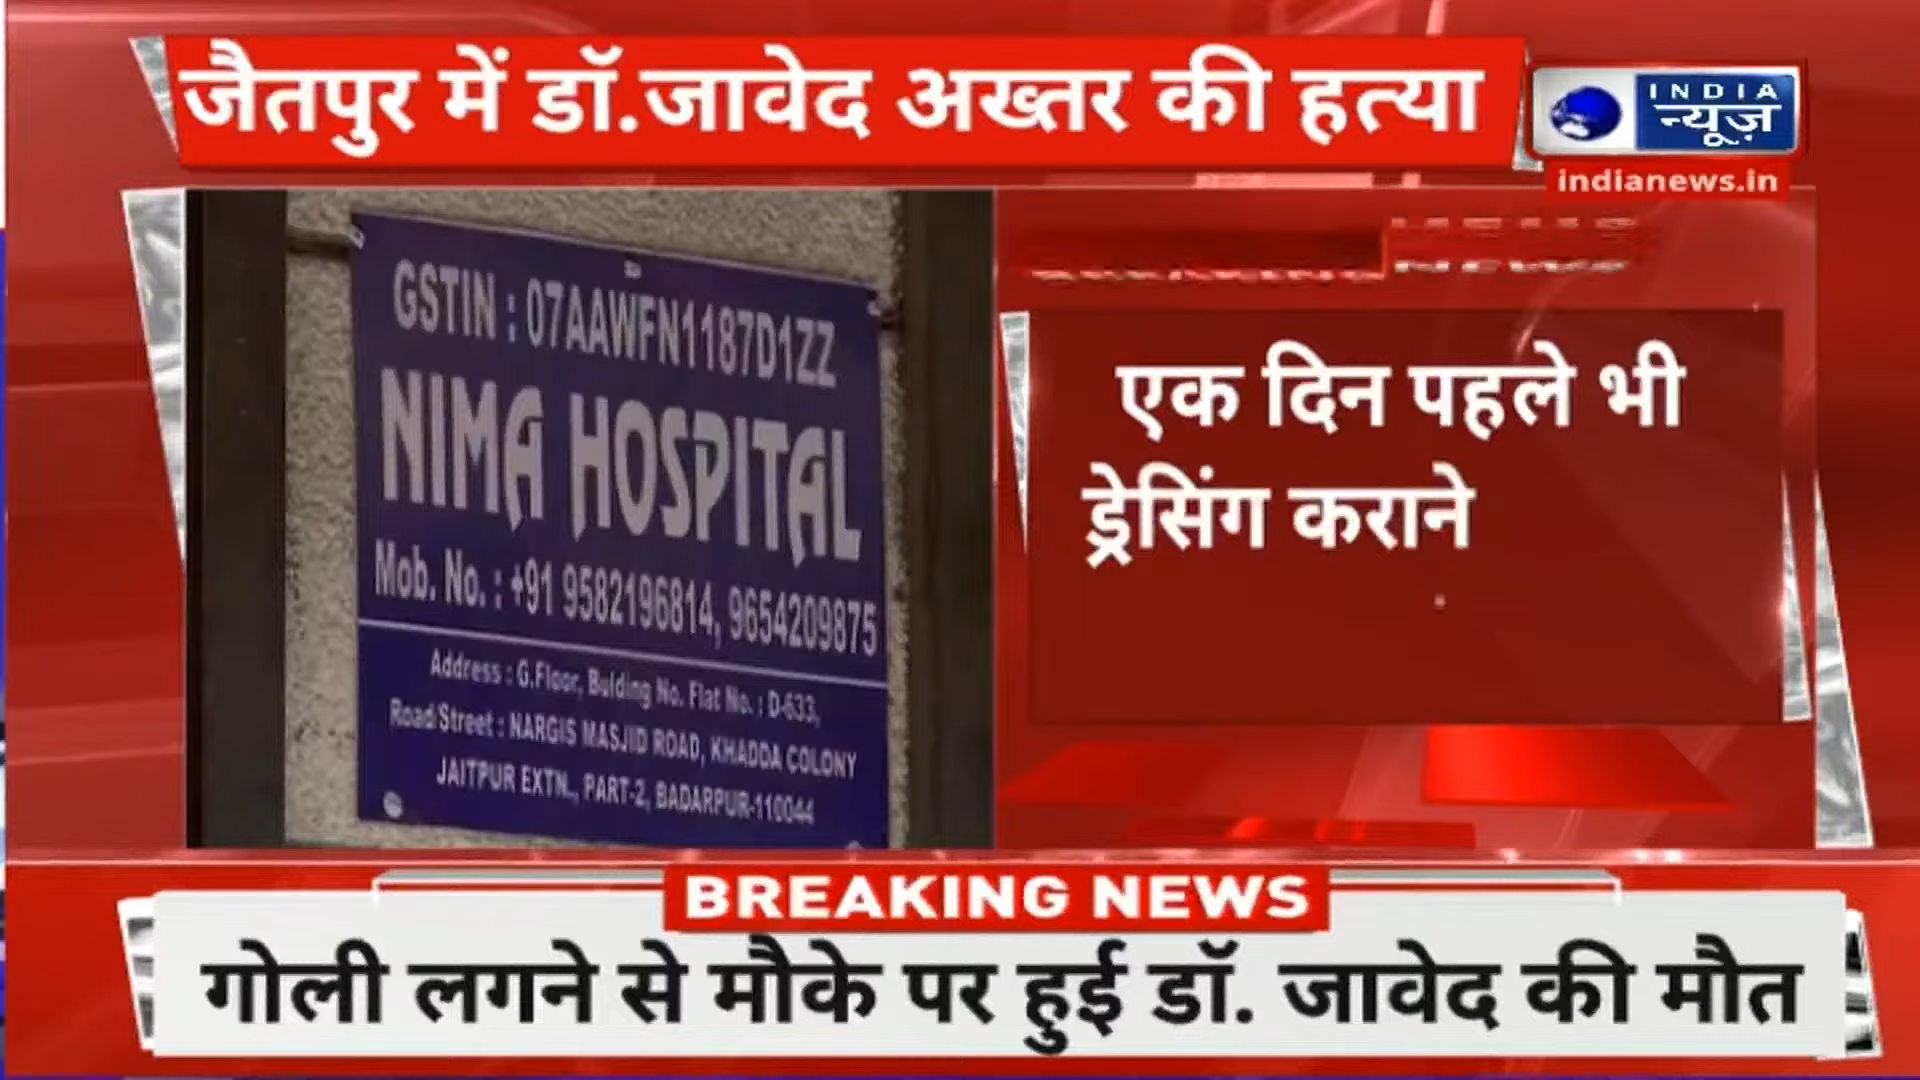 जैतपुर में डॉ.जावेद अख्तर की हत्या
INDIA
न्यूज़
indianews.in
GSTIN : 07AAWFN1187D1ZZ
NIMA HOSPITAL
Mob. No. : +91 9582196814, 9654209875
Address : G.Floor, Bulding No. Flat No. : D-633,
Road/Street : NARGIS MASJID ROAD, KHADDA COLONY
JAITPUR EXTN., PART-2, BADARPUR-110044
एक दिन पहले भी
ड्रेसिंग कराने
BREAKING NEWS
गोली लगने से मौके पर हुई डॉ. जावेद की मौत